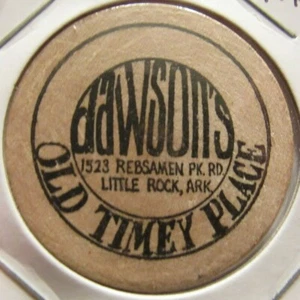 dawson's
1523 REBSAMEN PK. RD.
LITTLE ROCK, ARK.
OLD TIMEY PLACE